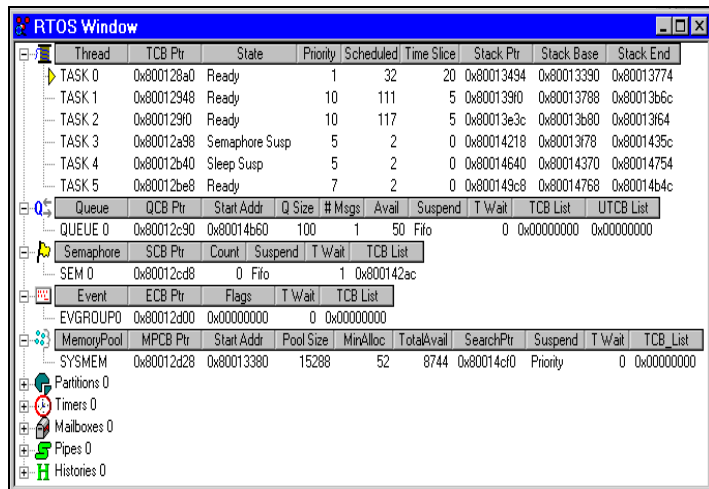 RTOS Window
Thread TCB Ptr State Priority Scheduled Time Slice Stack Ptr Stack Base Stack End
TASK 0 0x800128a0 Ready 1 32 20 0x80013494 0x80013390 0x80013774
TASK 1 0x80012948 Ready 10 111 5 0x800139f0 0x80013788 0x80013b6c
TASK 2 0x800129f0 Ready 10 117 5 0x80013e3c 0x80013b80 0x80013f64
TASK 3 0x80012a98 Semaphore Susp 5 2 0 0x80014218 0x80013f78 0x8001435c
TASK 4 0x80012b40 Sleep Susp 5 2 0 0x80014640 0x80014370 0x80014754
TASK 5 0x80012be8 Ready 7 2 0 0x800149c8 0x80014768 0x80014b4c
Queue QCB Ptr Start Addr Q Size # Msgs Avail Suspend T Wait TCB List UTCB List
QUEUE 0 0x80012c90 0x80014b60 100 1 50 Fifo 0 0x00000000 0x00000000
Semaphore SCB Ptr Count Suspend T Wait TCB List
SEM 0 0x80012cd8 0 Fifo 1 0x800142ac
Event ECB Ptr Flags T Wait TCB List
EVGROUP0 0x80012d00 0x00000000 0 0x00000000
MemoryPool MPCB Ptr Start Addr Pool Size MinAlloc TotalAvail SearchPtr Suspend T Wait TCB_List
SYSMEM 0x80012d28 0x80013380 15288 52 8744 0x80014cf0 Priority 0 0x00000000
Partitions 0
Timers 0
Mailboxes 0
Pipes 0
Histories 0